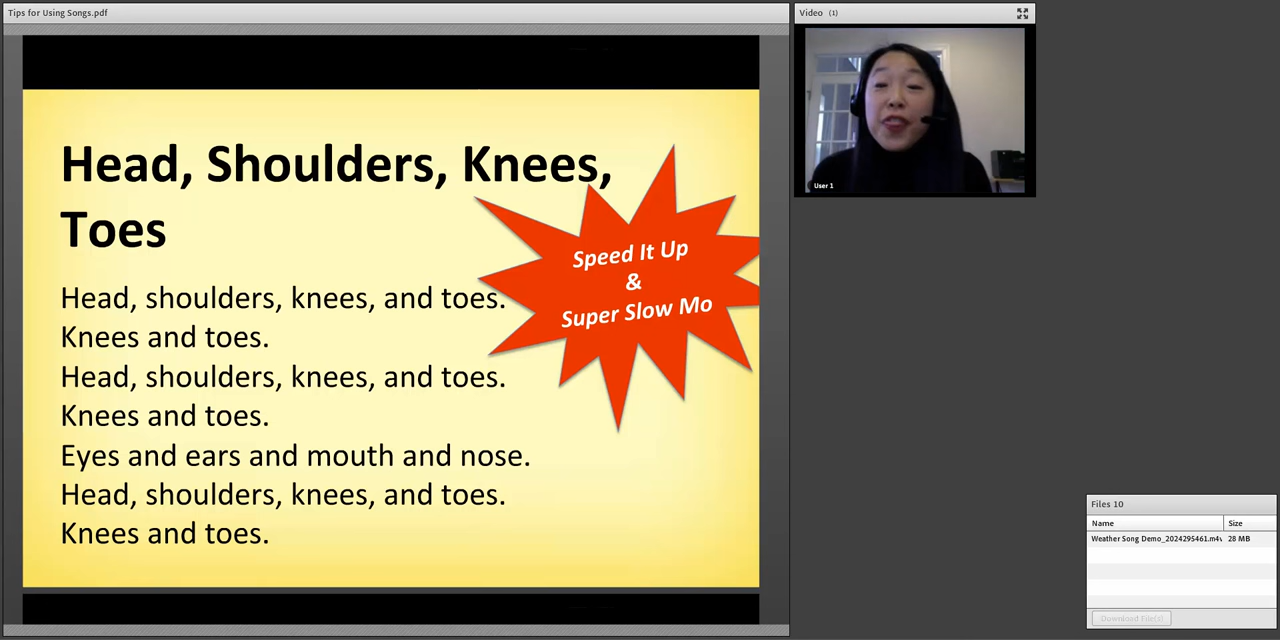 Tips for Using Songs.pdf
Head, Shoulders, Knees,
Toes
Speed It Up
&
Super Slow Mo
Head, shoulders, knees, and toes.
Knees and toes.
Head, shoulders, knees, and toes.
Knees and toes.
Eyes and ears and mouth and nose.
Head, shoulders, knees, and toes.
Knees and toes.
Video (1)
User 1
Files 10
Name Size
Weather Song Demo_2024295461.m4v 28 MB
Download File(s)